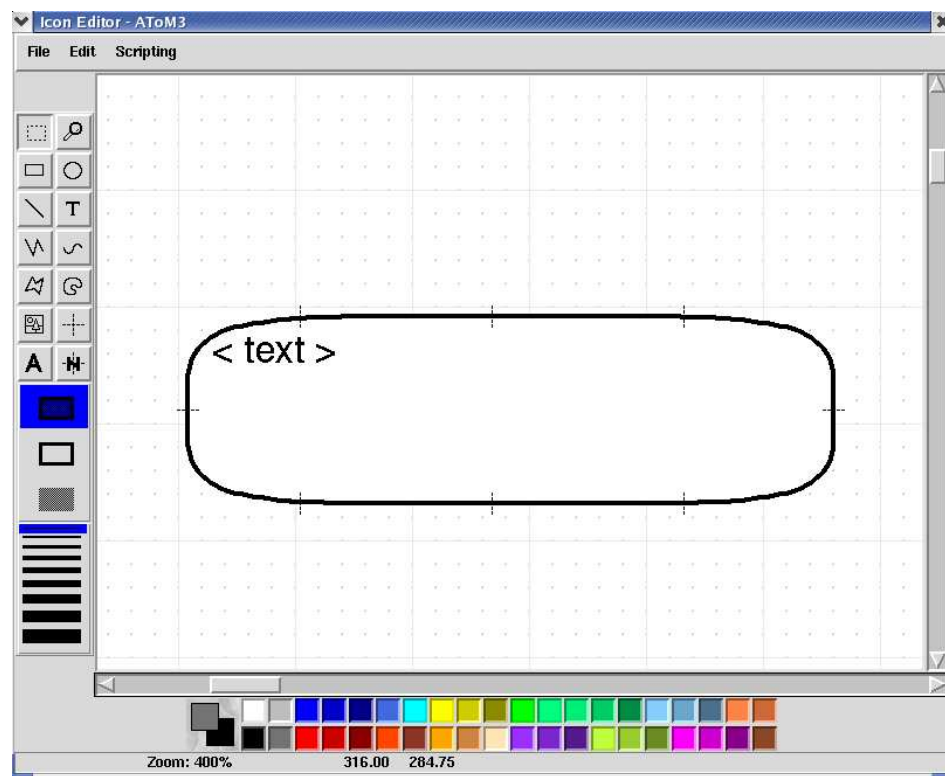 Icon Editor - AToM3
File Edit Scripting
T
A N
< text >
Zoom: 400% 316.00 284.75